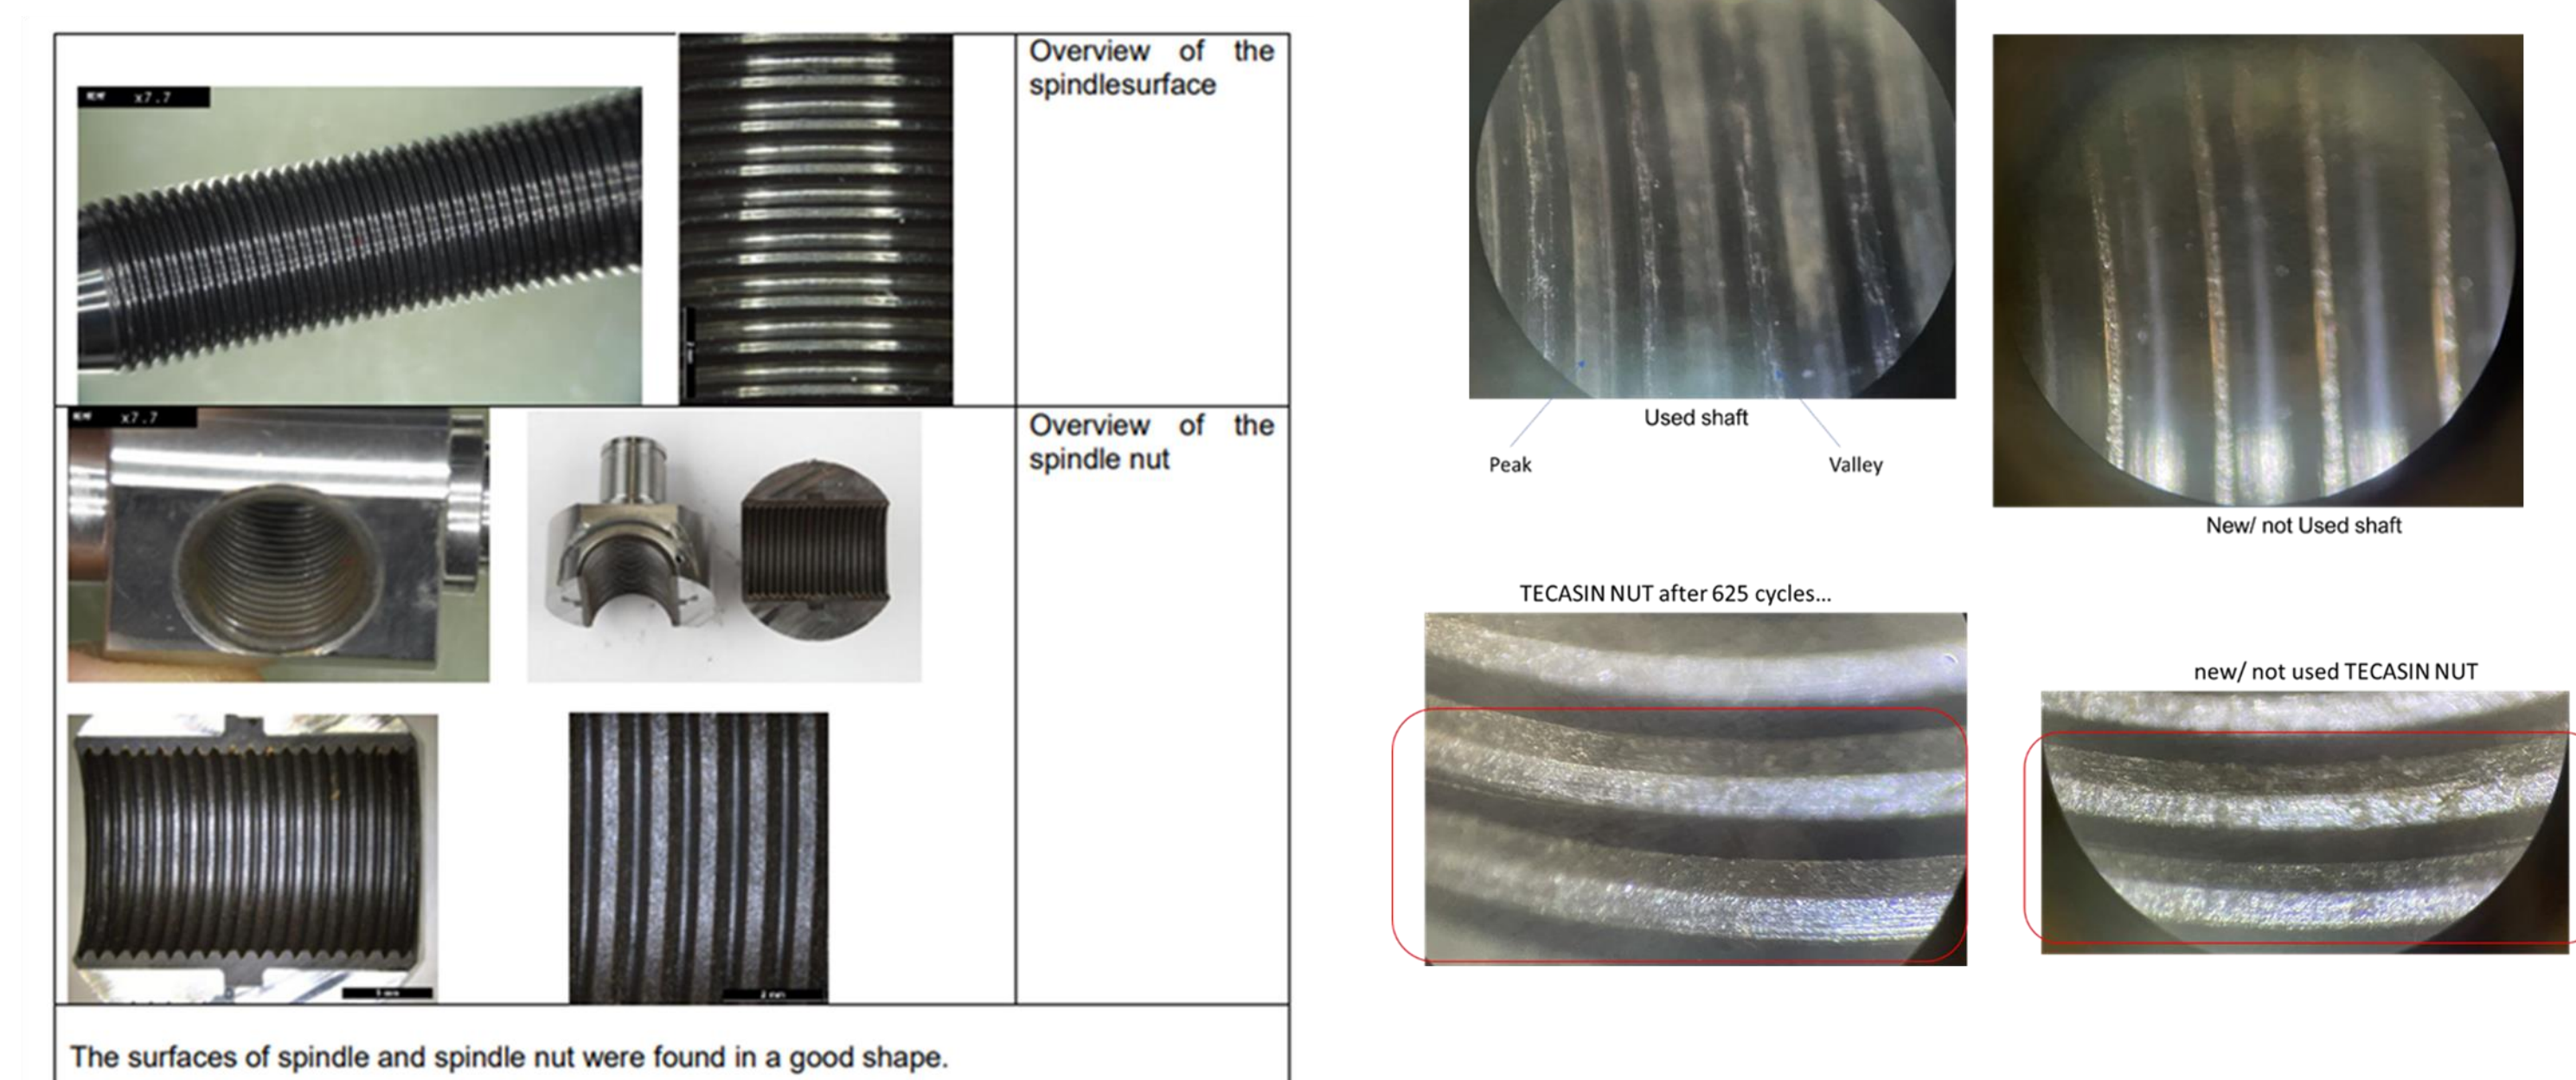 x7.7
Overview of the
spindlesurface
x7.7
Overview of the
spindle nut
2 mm
The surfaces of spindle and spindle nut were found in a good shape.
Used shaft
Peak
Valley
New/ not Used shaft
TECASIN NUT after 625 cycles...
new/ not used TECASIN NUT